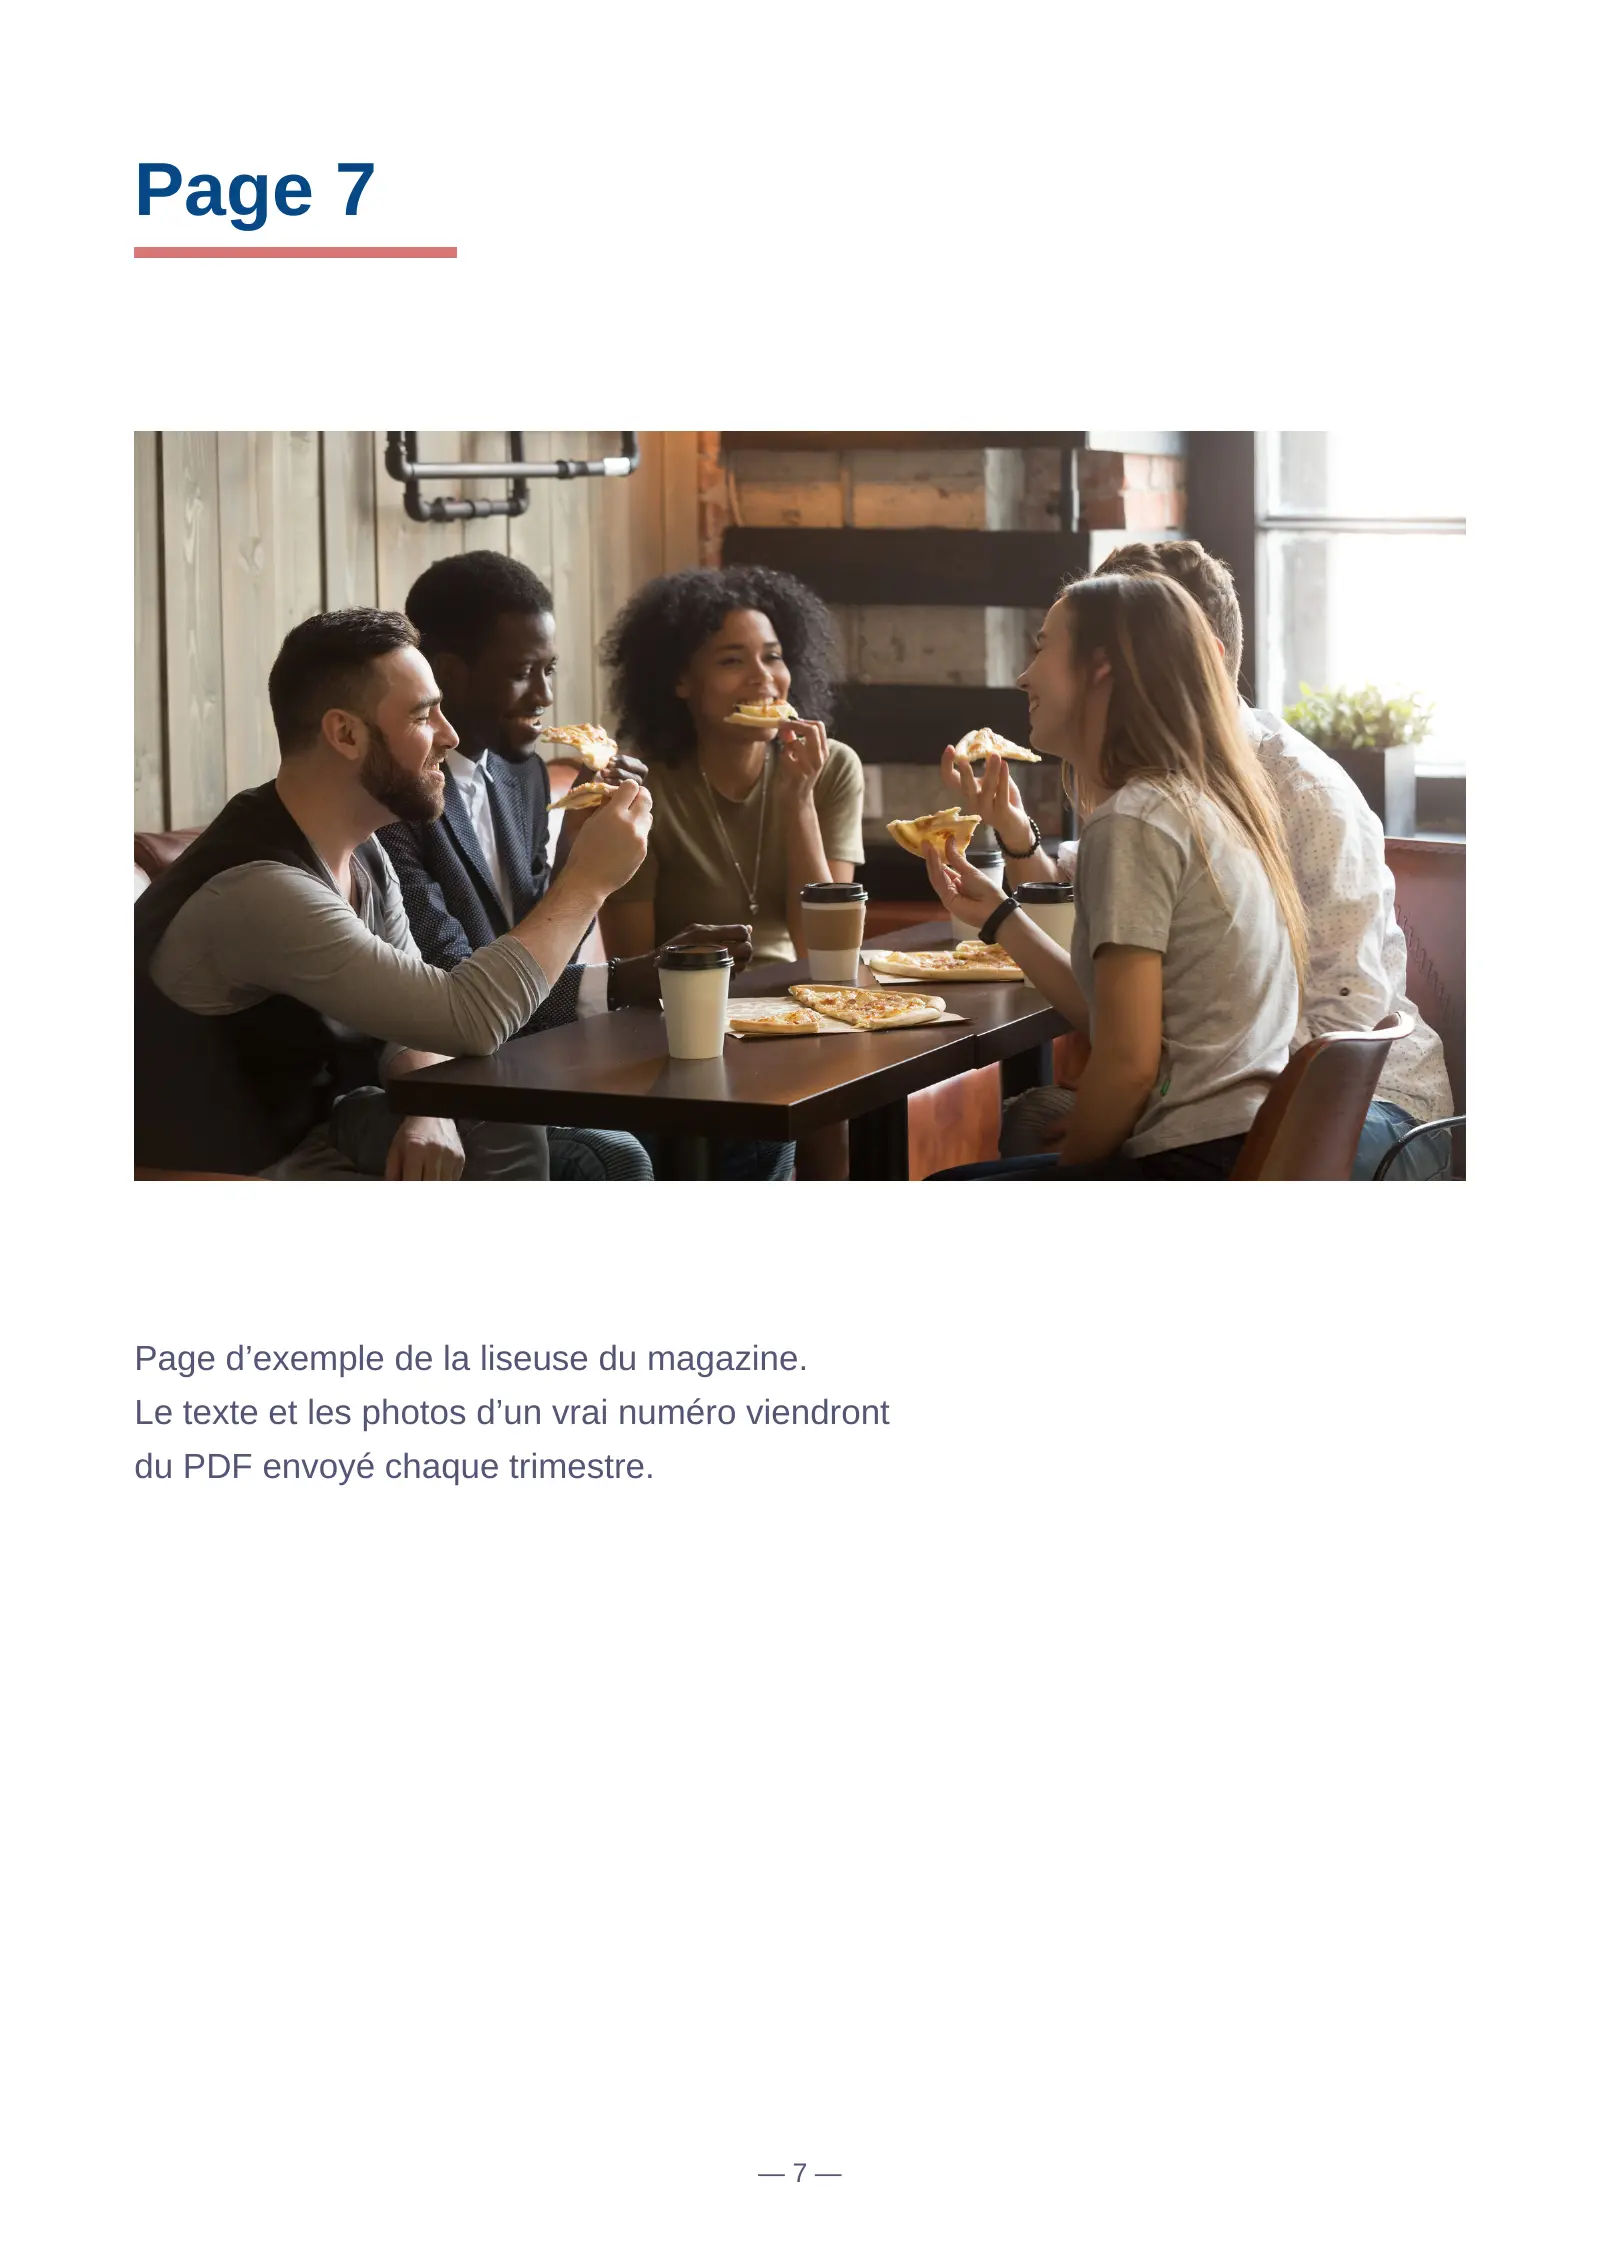 Page 7
Page d’exemple de la liseuse du magazine.
Le texte et les photos d’un vrai numéro viendront
du PDF envoyé chaque trimestre.
— 7 —